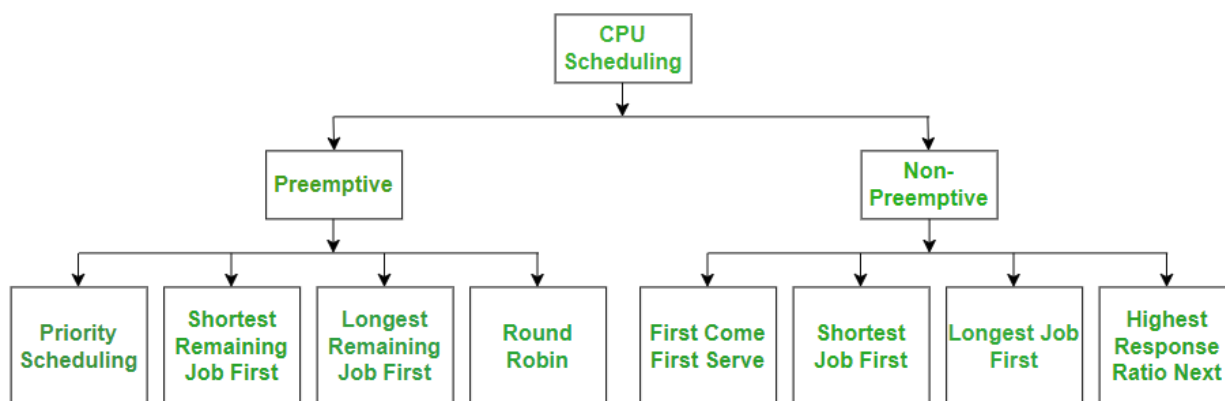 CPU
Scheduling
Preemptive
Non-
Preemptive
Priority
Scheduling
Shortest
Remaining
Job First
Longest
Remaining
Job First
Round
Robin
First Come
First Serve
Shortest
Job First
Longest Job
First
Highest
Response
Ratio Next